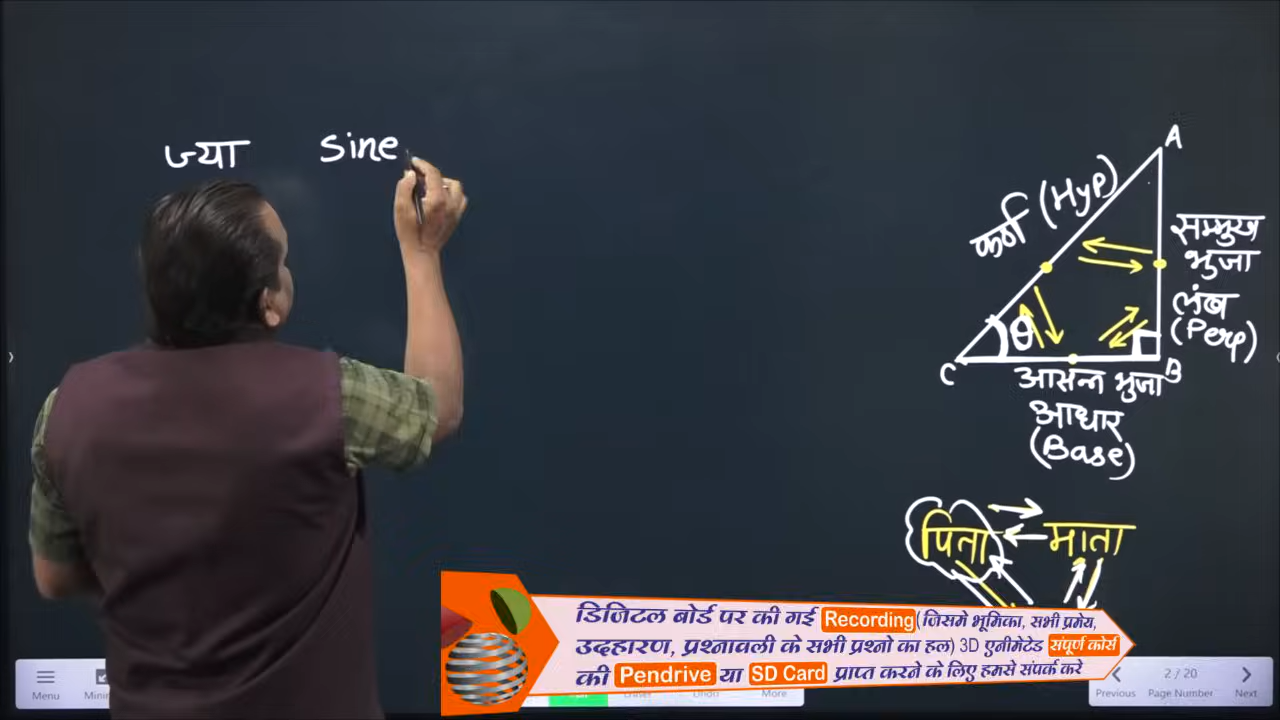 ज्या sine
A
कर्ण (Hyp)
सम्मुख
भुजा
लंब
(Perp)
θ
C
B
आसन्न भुजा
आधार
(Base)
पिता माता
डिजिटल बोर्ड पर की गई Recording (जिसमे भूमिका, सभी प्रमेय,
उदहारण, प्रश्नावली के सभी प्रश्नो का हल) 3D एनीमेटेड संपूर्ण कोर्स
की Pendrive या SD Card प्राप्त करने के लिए हमसे संपर्क करे
Menu
More
Previous
2 / 20
Page Number
Next